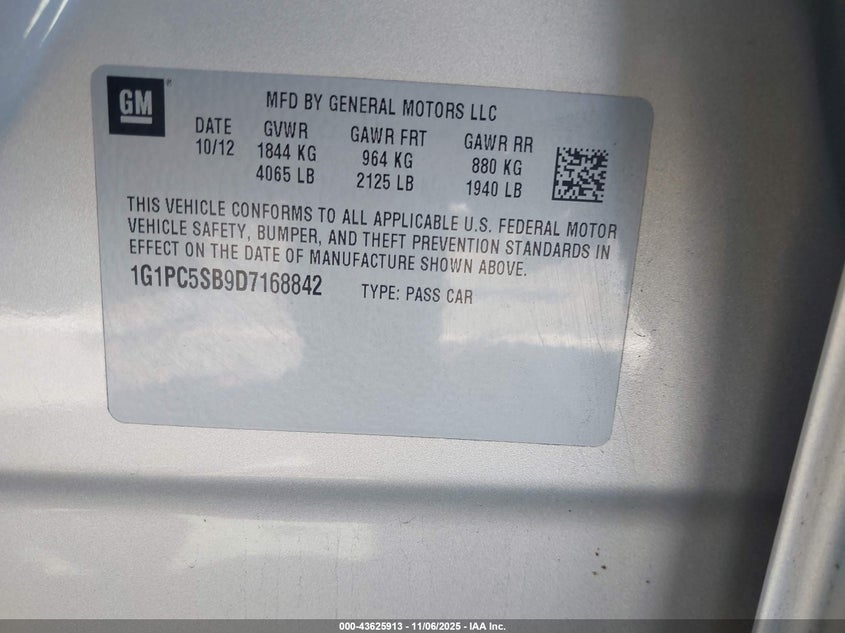 GM
MFD BY GENERAL MOTORS LLC
DATE GVWR GAWR FRT GAWR RR
10/12 1844 KG 964 KG 880 KG
4065 LB 2125 LB 1940 LB
THIS VEHICLE CONFORMS TO ALL APPLICABLE U.S. FEDERAL MOTOR
VEHICLE SAFETY, BUMPER, AND THEFT PREVENTION STANDARDS IN
EFFECT ON THE DATE OF MANUFACTURE SHOWN ABOVE.
1G1PC5SB9D7168842 TYPE: PASS CAR
000-43625913 - 11/06/2025 - IAA Inc.